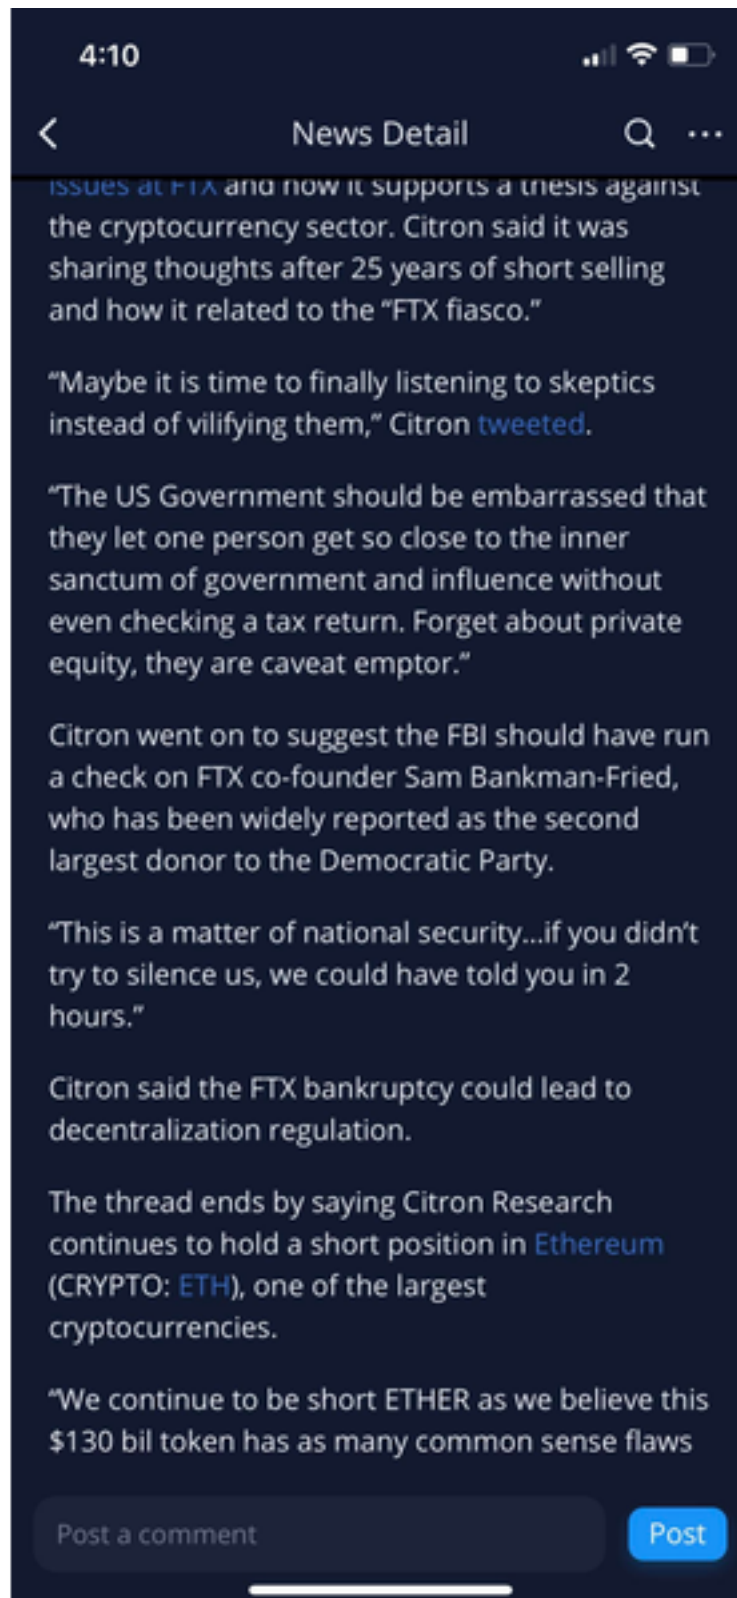 4:10
News Detail
issues at FTX and how it supports a thesis against
the cryptocurrency sector. Citron said it was
sharing thoughts after 25 years of short selling
and how it related to the “FTX fiasco.”
“Maybe it is time to finally listening to skeptics
instead of vilifying them,” Citron tweeted.
“The US Government should be embarrassed that
they let one person get so close to the inner
sanctum of government and influence without
even checking a tax return. Forget about private
equity, they are caveat emptor.”
Citron went on to suggest the FBI should have run
a check on FTX co-founder Sam Bankman-Fried,
who has been widely reported as the second
largest donor to the Democratic Party.
“This is a matter of national security...if you didn’t
try to silence us, we could have told you in 2
hours.”
Citron said the FTX bankruptcy could lead to
decentralization regulation.
The thread ends by saying Citron Research
continues to hold a short position in Ethereum
(CRYPTO: ETH), one of the largest
cryptocurrencies.
“We continue to be short ETHER as we believe this
$130 bil token has as many common sense flaws
Post a comment
Post